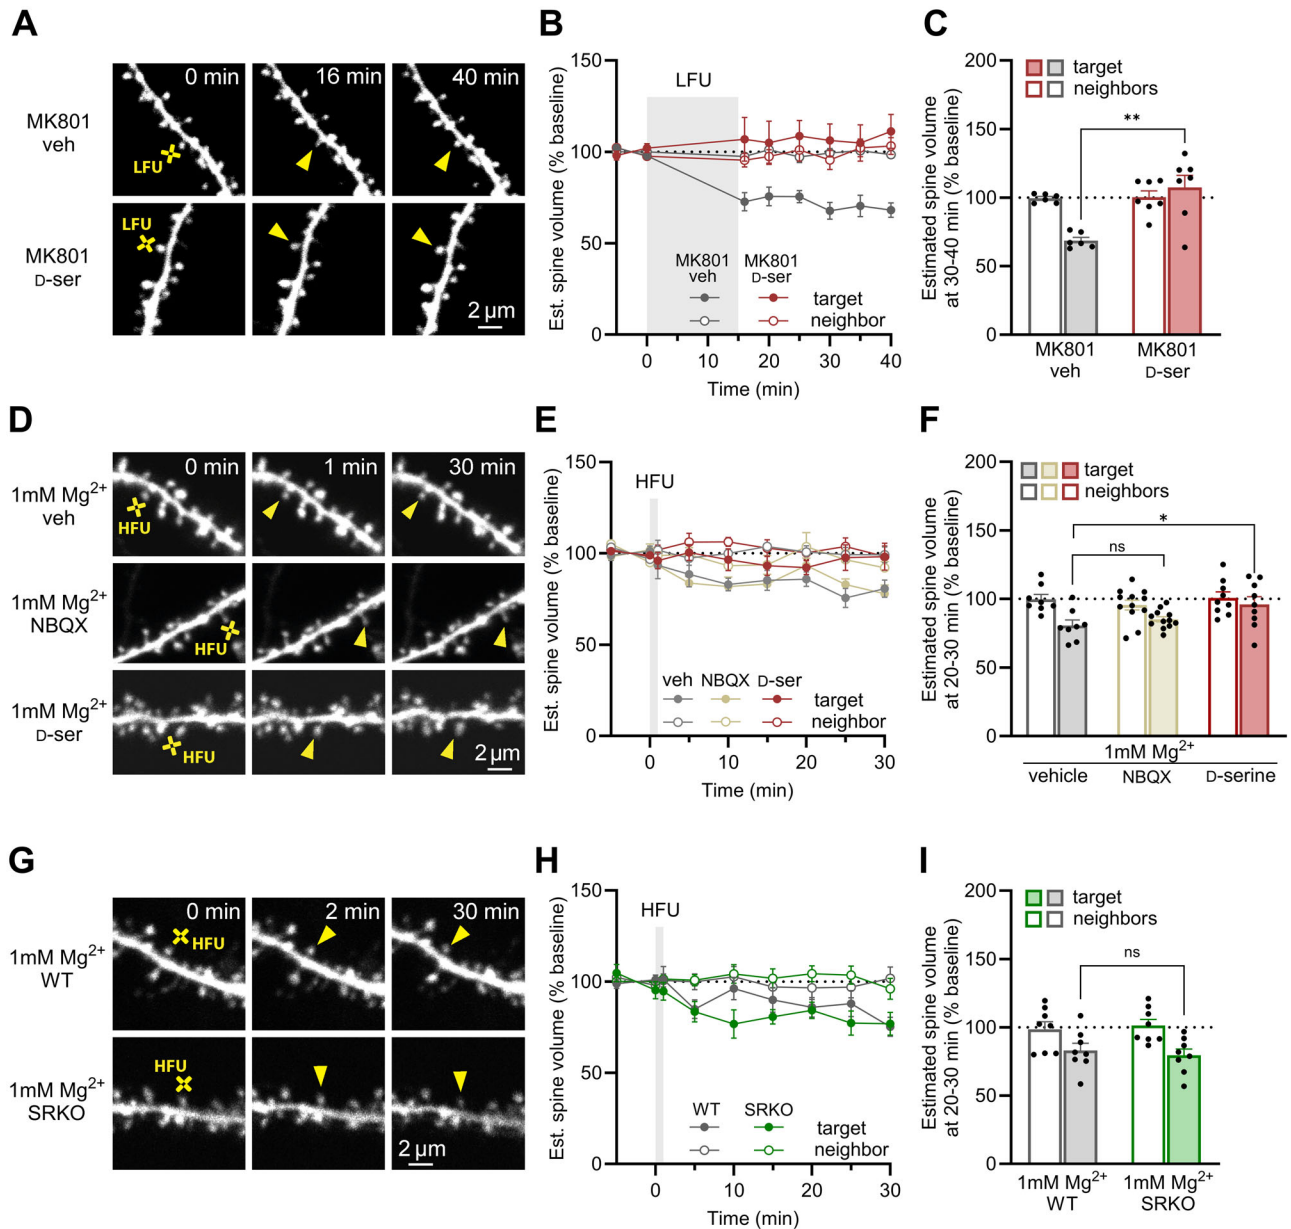 A
MK801
veh
0 min
16 min
40 min
LFU
MK801
D-ser
LFU
2 μm
B
Est. spine volume (% baseline)
150
100
50
0
LFU
MK801
veh
MK801
D-ser
target
neighbor
0
10
20
30
40
Time (min)
C
Estimated spine volume
at 30-40 min (% baseline)
200
150
100
50
0
target
neighbors
**
MK801
veh
MK801
D-ser
D
1mM Mg2+
veh
0 min
1 min
30 min
HFU
1mM Mg2+
NBQX
HFU
1mM Mg2+
D-ser
HFU
2 μm
E
Est. spine volume (% baseline)
150
100
50
0
HFU
veh NBQX D-ser
target
neighbor
0
10
20
30
Time (min)
F
Estimated spine volume
at 20-30 min (% baseline)
200
150
100
50
0
target
neighbors
*
ns
1mM Mg2+
vehicle
NBQX
D-serine
G
1mM Mg2+
WT
0 min
2 min
30 min
HFU
1mM Mg2+
SRKO
HFU
2 μm
H
Est. spine volume (% baseline)
150
100
50
0
HFU
WT SRKO
target
neighbor
0
10
20
30
Time (min)
I
Estimated spine volume
at 20-30 min (% baseline)
200
150
100
50
0
target
neighbors
ns
1mM Mg2+
WT
1mM Mg2+
SRKO